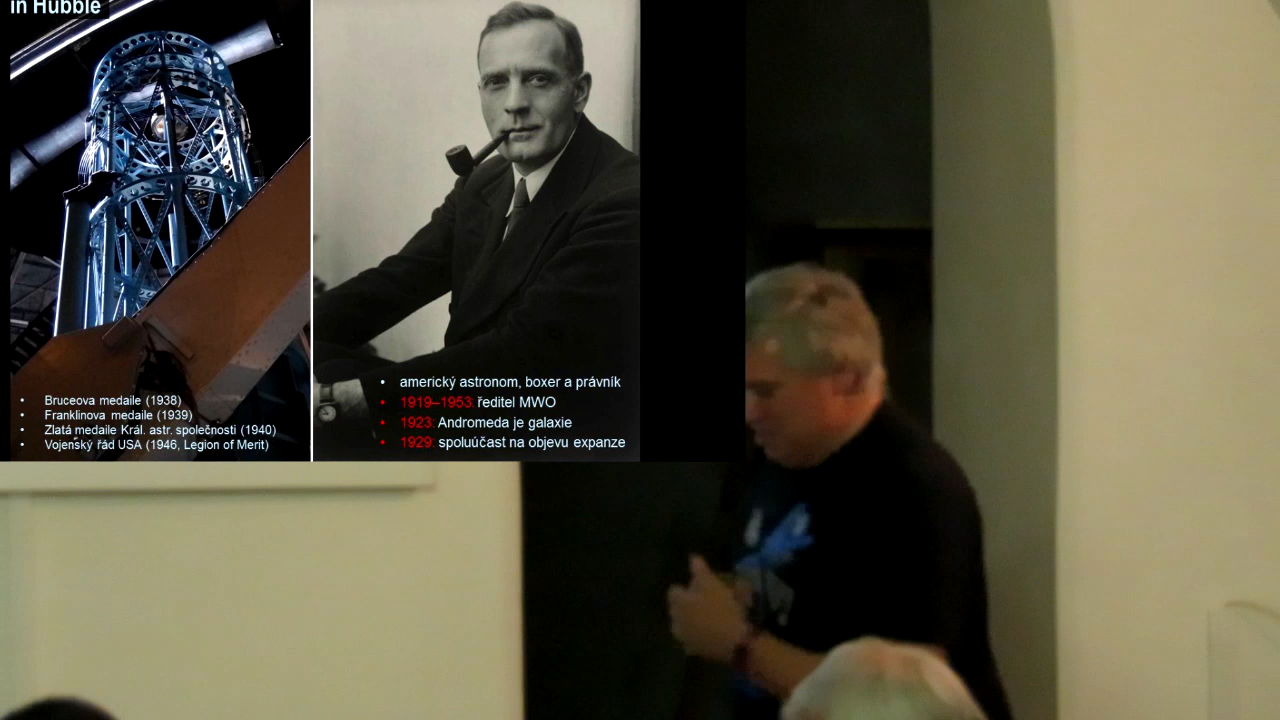 in Hubble
• Bruceova medaile (1938)
• Franklinova medaile (1939)
• Zlatá medaile Král. astr. společnosti (1940)
• Vojenský řád USA (1946, Legion of Merit)
• americký astronom, boxer a právník
• 1919–1953: ředitel MWO
• 1923: Andromeda je galaxie
• 1929: spoluúčast na objevu expanze